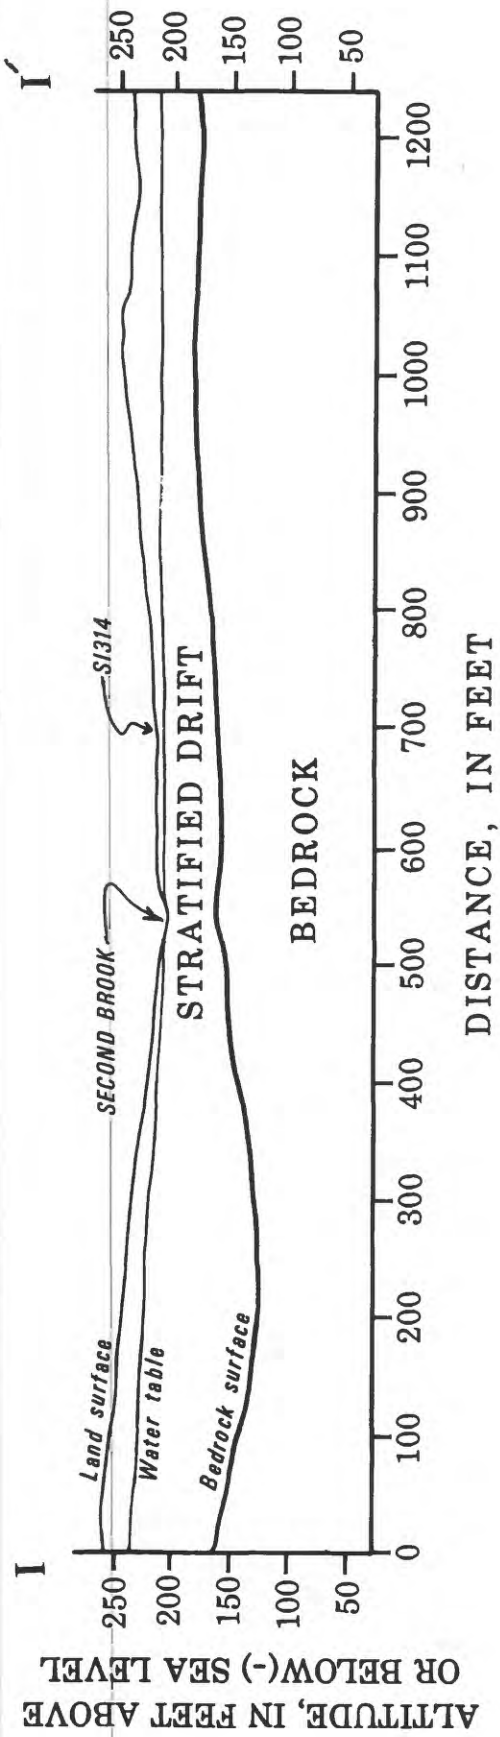 I
I´
ALTITUDE, IN FEET ABOVE
OR BELOW(-) SEA LEVEL
250
200
150
100
50
Land surface
Water table
Bedrock surface
SECOND BROOK
SI314
STRATIFIED DRIFT
BEDROCK
250
200
150
100
50
0 100 200 300 400 500 600 700 800 900 1000 1100 1200
DISTANCE, IN FEET